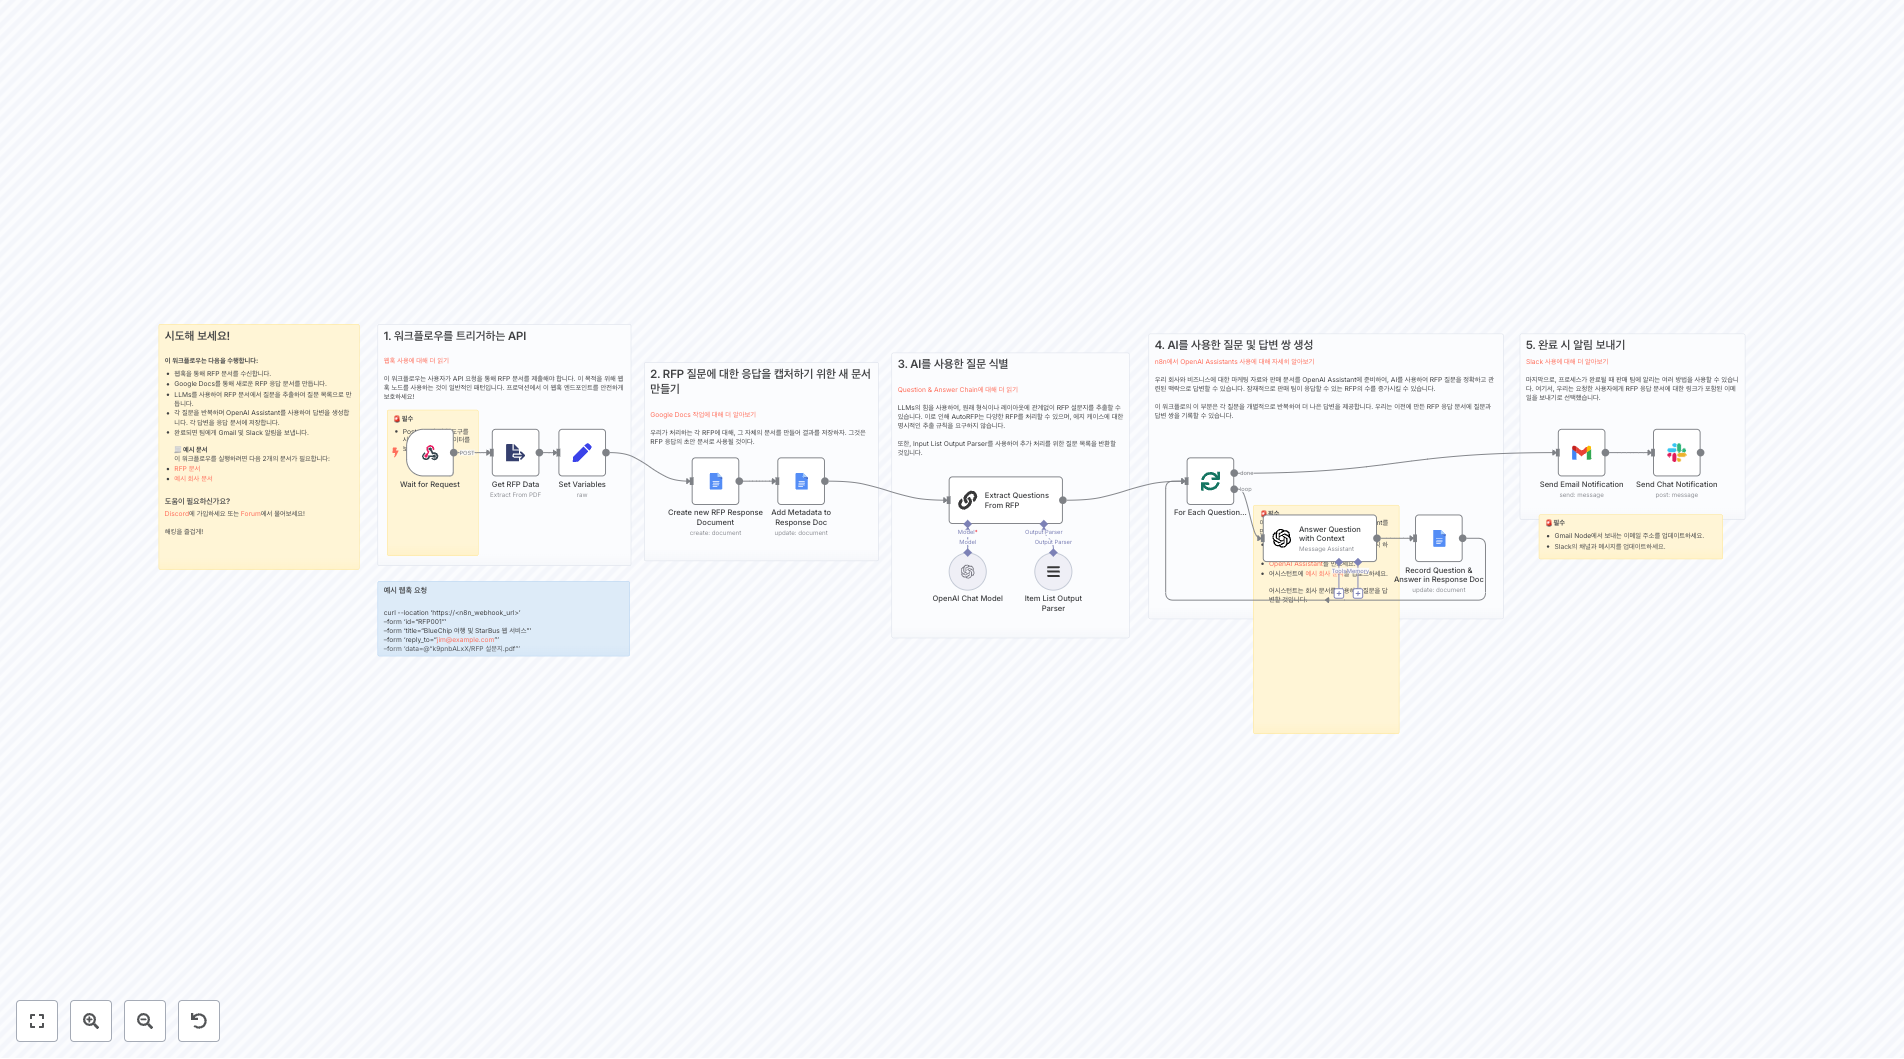 시도해 보세요!
이 워크플로우는 다음을 수행합니다:
웹훅을 통해 RFP 문서를 수신합니다.
Google Docs를 통해 새로운 RFP 응답 문서를 만듭니다.
LLMs를 사용하여 RFP 문서에서 질문을 추출하여 질문 목록으로 만
듭니다.
각 질문을 반복하며 OpenAI Assistant를 사용하여 답변을 생성합
니다. 각 답변을 응답 문서에 저장합니다.
완료되면 팀에게 Gmail 및 Slack 알림을 보냅니다.
예시 문서
이 워크플로우를 실행하려면 다음 2개의 문서가 필요합니다:
RFP 문서
예시 회사 문서
도움이 필요하신가요?
Discord에 가입하세요 또는 Forum에서 물어보세요!
해킹을 즐겁게!
1. 워크플로우를 트리거하는 API
웹훅 사용에 대해 더 읽기
이 워크플로우는 사용자가 API 요청을 통해 RFP 문서를 제출해야 합니다. 이 목적을 위해 웹
훅 노드를 사용하는 것이 일반적인 패턴입니다. 프로덕션에서 이 웹훅 엔드포인트를 안전하게
보호하세요!
필수
POST
Wait for Request
Get RFP Data
Extract From PDF
Set Variables
raw
예시 웹훅 요청
curl --location 'https://<n8n_webhook_url>'
--form 'id="RFP001"'
--form 'title="BlueChip 여행 및 StarBus 웹 서비스"'
--form 'reply_to="jim@example.com"'
--form 'data=@"k9pnbALxX/RFP 설문지.pdf"'
2. RFP 질문에 대한 응답을 캡처하기 위한 새 문서
만들기
Google Docs 작업에 대해 더 알아보기
우리가 처리하는 각 RFP에 대해, 그 자체의 문서를 만들어 결과를 저장하자. 그것은
RFP 응답의 초안 문서로 사용될 것이다.
Create new RFP Response
Document
create: document
Add Metadata to
Response Doc
update: document
3. AI를 사용한 질문 식별
Question & Answer Chain에 대해 더 읽기
LLMs의 힘을 사용하여, 원래 형식이나 레이아웃에 관계없이 RFP 설문지를 추출할 수
있습니다. 이로 인해 AutoRFP는 다양한 RFP를 처리할 수 있으며, 에지 케이스에 대한
명시적인 추출 규칙을 요구하지 않습니다.
또한, Input List Output Parser를 사용하여 추가 처리를 위한 질문 목록을 반환할
것입니다.
Extract Questions
From RFP
Model*
Model
Output Parser
Output Parser
OpenAI Chat Model
Item List Output
Parser
4. AI를 사용한 질문 및 답변 쌍 생성
n8n에서 OpenAI Assistants 사용에 대해 자세히 알아보기
우리 회사와 비즈니스에 대한 마케팅 자료와 판매 문서를 OpenAI Assistant에 준비하여, AI를 사용하여 RFP 질문을 정확하고 관
련된 맥락으로 답변할 수 있습니다. 잠재적으로 판매 팀이 응답할 수 있는 RFP의 수를 증가시킬 수 있습니다.
이 워크플로의 이 부분은 각 질문을 개별적으로 반복하며 더 나은 답변을 제공합니다. 우리는 이전에 만든 RFP 응답 문서에 질문과
답변 쌍을 기록할 수 있습니다.
done
loop
For Each Question...
필수
Answer Question
with Context
Message Assistant
OpenAI Assistant를
어시스턴트에 예시 회사
Tools
Memory
어시스턴트는 회사 문서를
질문을 답
변할 것입니다.
Record Question &
Answer in Response Doc
update: document
5. 완료 시 알림 보내기
Slack 사용에 대해 더 알아보기
마지막으로, 프로세스가 완료될 때 판매 팀에 알리는 여러 방법을 사용할 수 있습니
다. 여기서, 우리는 요청한 사용자에게 RFP 응답 문서에 대한 링크가 포함된 이메
일을 보내기로 선택했습니다.
Send Email Notification
send: message
Send Chat Notification
post: message
필수
Gmail Node에서 보내는 이메일 주소를 업데이트하세요.
Slack의 채널과 메시지를 업데이트하세요.